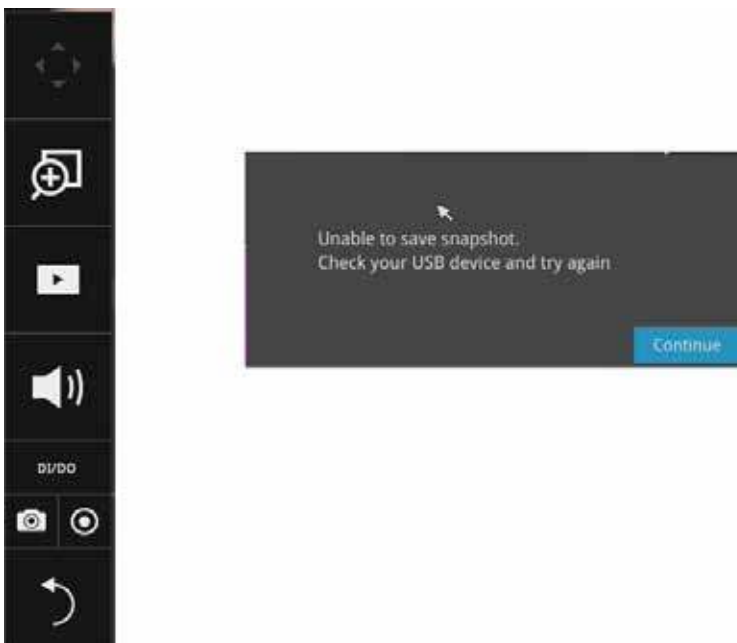 Unable to save snapshot.
Check your USB device and try again
Continue
DI/DO